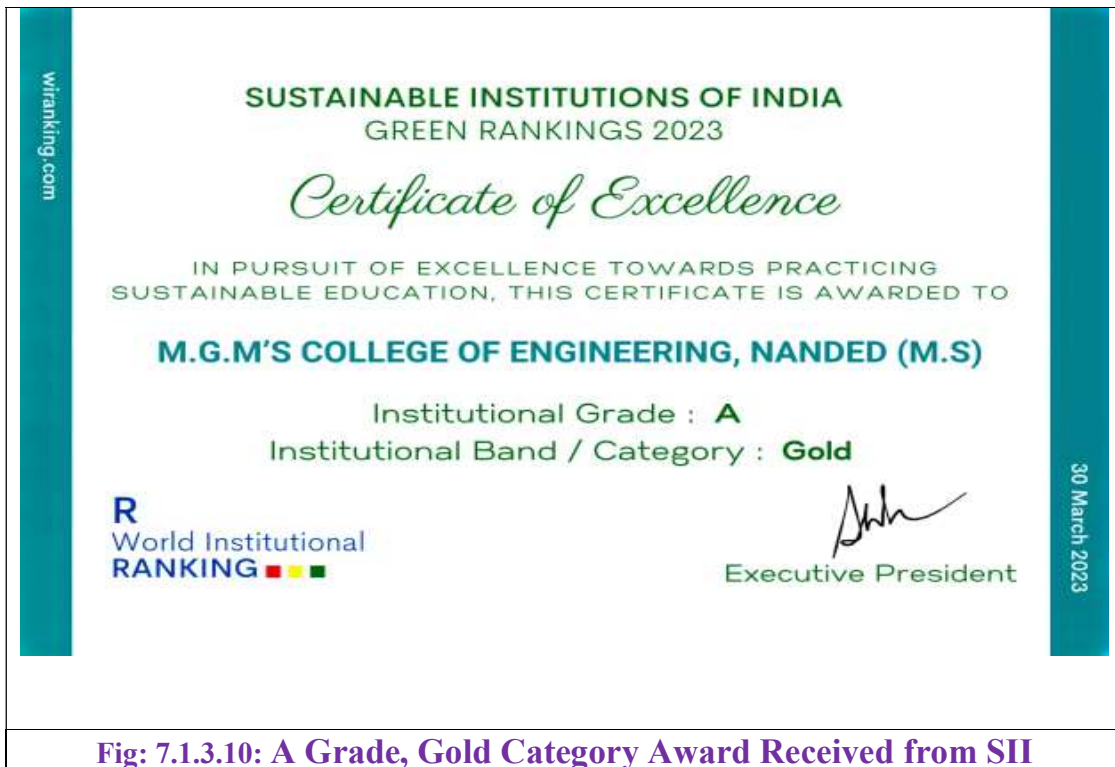 wiranking.com
SUSTAINABLE INSTITUTIONS OF INDIA
GREEN RANKINGS 2023
Certificate of Excellence
IN PURSUIT OF EXCELLENCE TOWARDS PRACTICING
SUSTAINABLE EDUCATION, THIS CERTIFICATE IS AWARDED TO
M.G.M'S COLLEGE OF ENGINEERING, NANDED (M.S)
Institutional Grade : A
Institutional Band / Category : Gold
R
World Institutional
RANKING
Executive President
30 March 2023
Fig: 7.1.3.10: A Grade, Gold Category Award Received from SII